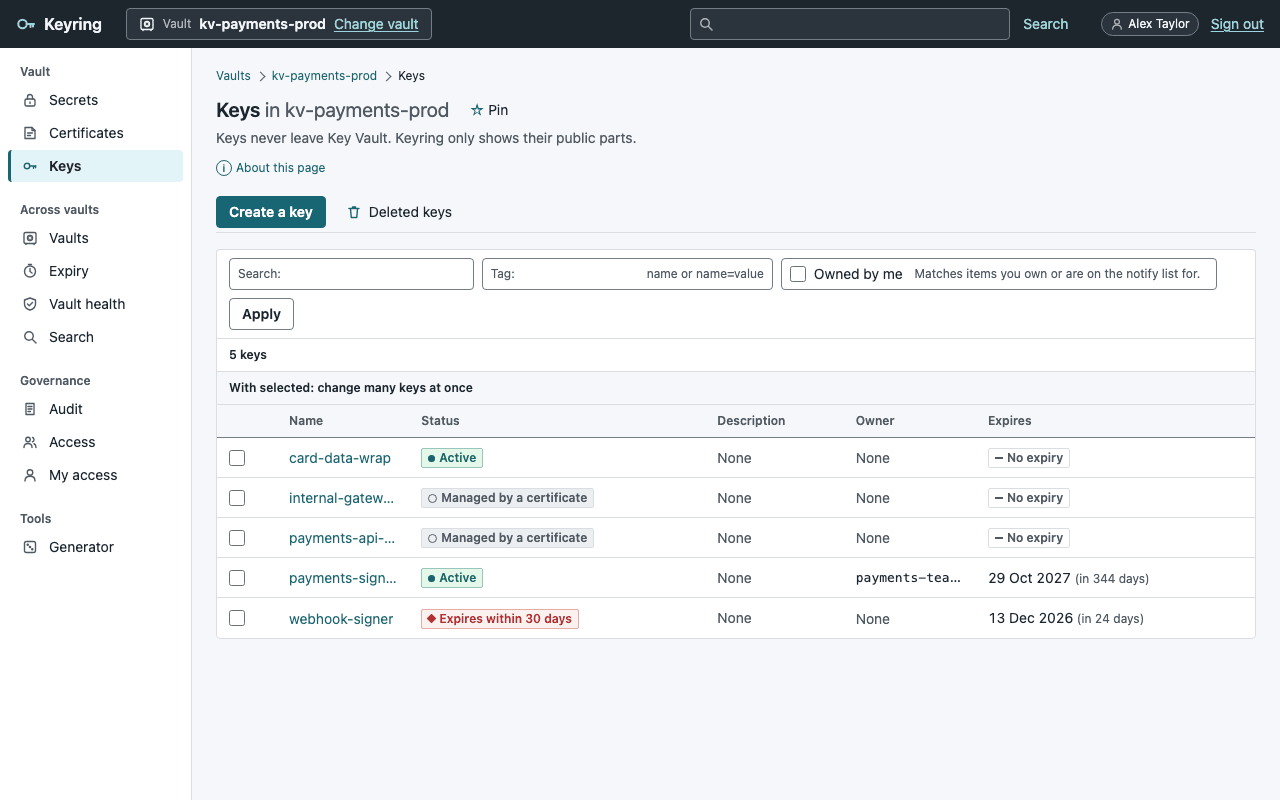 Keyring
Vault kv-payments-prod Change vault
Search
Alex Taylor
Sign out
Vault
Secrets
Certificates
Keys
Across vaults
Vaults
Expiry
Vault health
Search
Governance
Audit
Access
My access
Tools
Generator
Vaults > kv-payments-prod > Keys
Keys in kv-payments-prod
Pin
Keys never leave Key Vault. Keyring only shows their public parts.
About this page
Create a key
Deleted keys
Search:
Tag: name or name=value
Owned by me Matches items you own or are on the notify list for.
Apply
5 keys
With selected: change many keys at once
Name Status Description Owner Expires
card-data-wrap Active None None No expiry
internal-gatew... Managed by a certificate None None No expiry
payments-api-... Managed by a certificate None None No expiry
payments-sign... Active None payments-tea... 29 Oct 2027 (in 344 days)
webhook-signer Expires within 30 days None None 13 Dec 2026 (in 24 days)